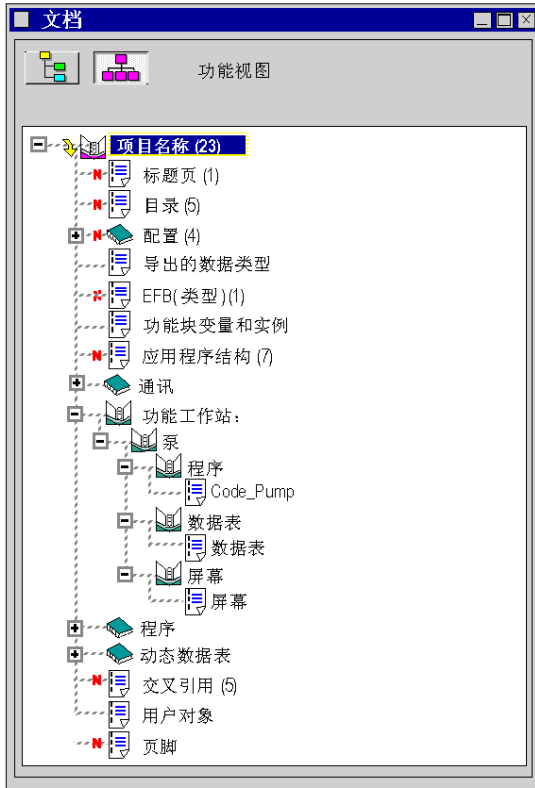 文档
功能视图
项目名称 (23)
N 标题页 (1)
N 目录 (5)
N 配置 (4)
导出的数据类型
N EFB(类型)(1)
功能块变量和实例
N 应用程序结构 (7)
通讯
功能工作站:
泵
程序
Code_Pump
数据表
数据表
屏幕
屏幕
程序
动态数据表
N 交叉引用 (5)
用户对象
N 页脚